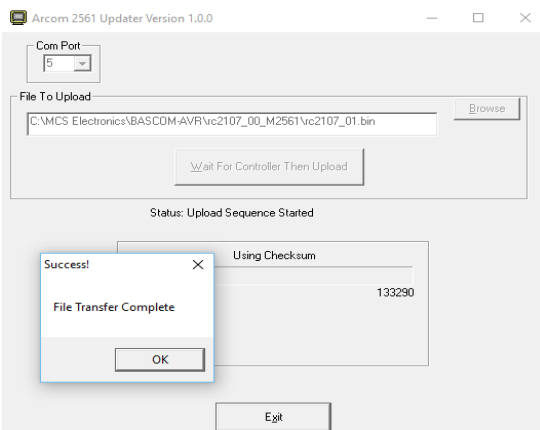 Arcom 2561 Updater Version 1.0.0
Com Port
5
File To Upload
C:\MCS Electronics\BASCOM-AVR\rc2107_00_M2561\rc2107_01.bin
Browse
Wait For Controller Then Upload
Status: Upload Sequence Started
Using Checksum
133290
Success!
File Transfer Complete
OK
Exit